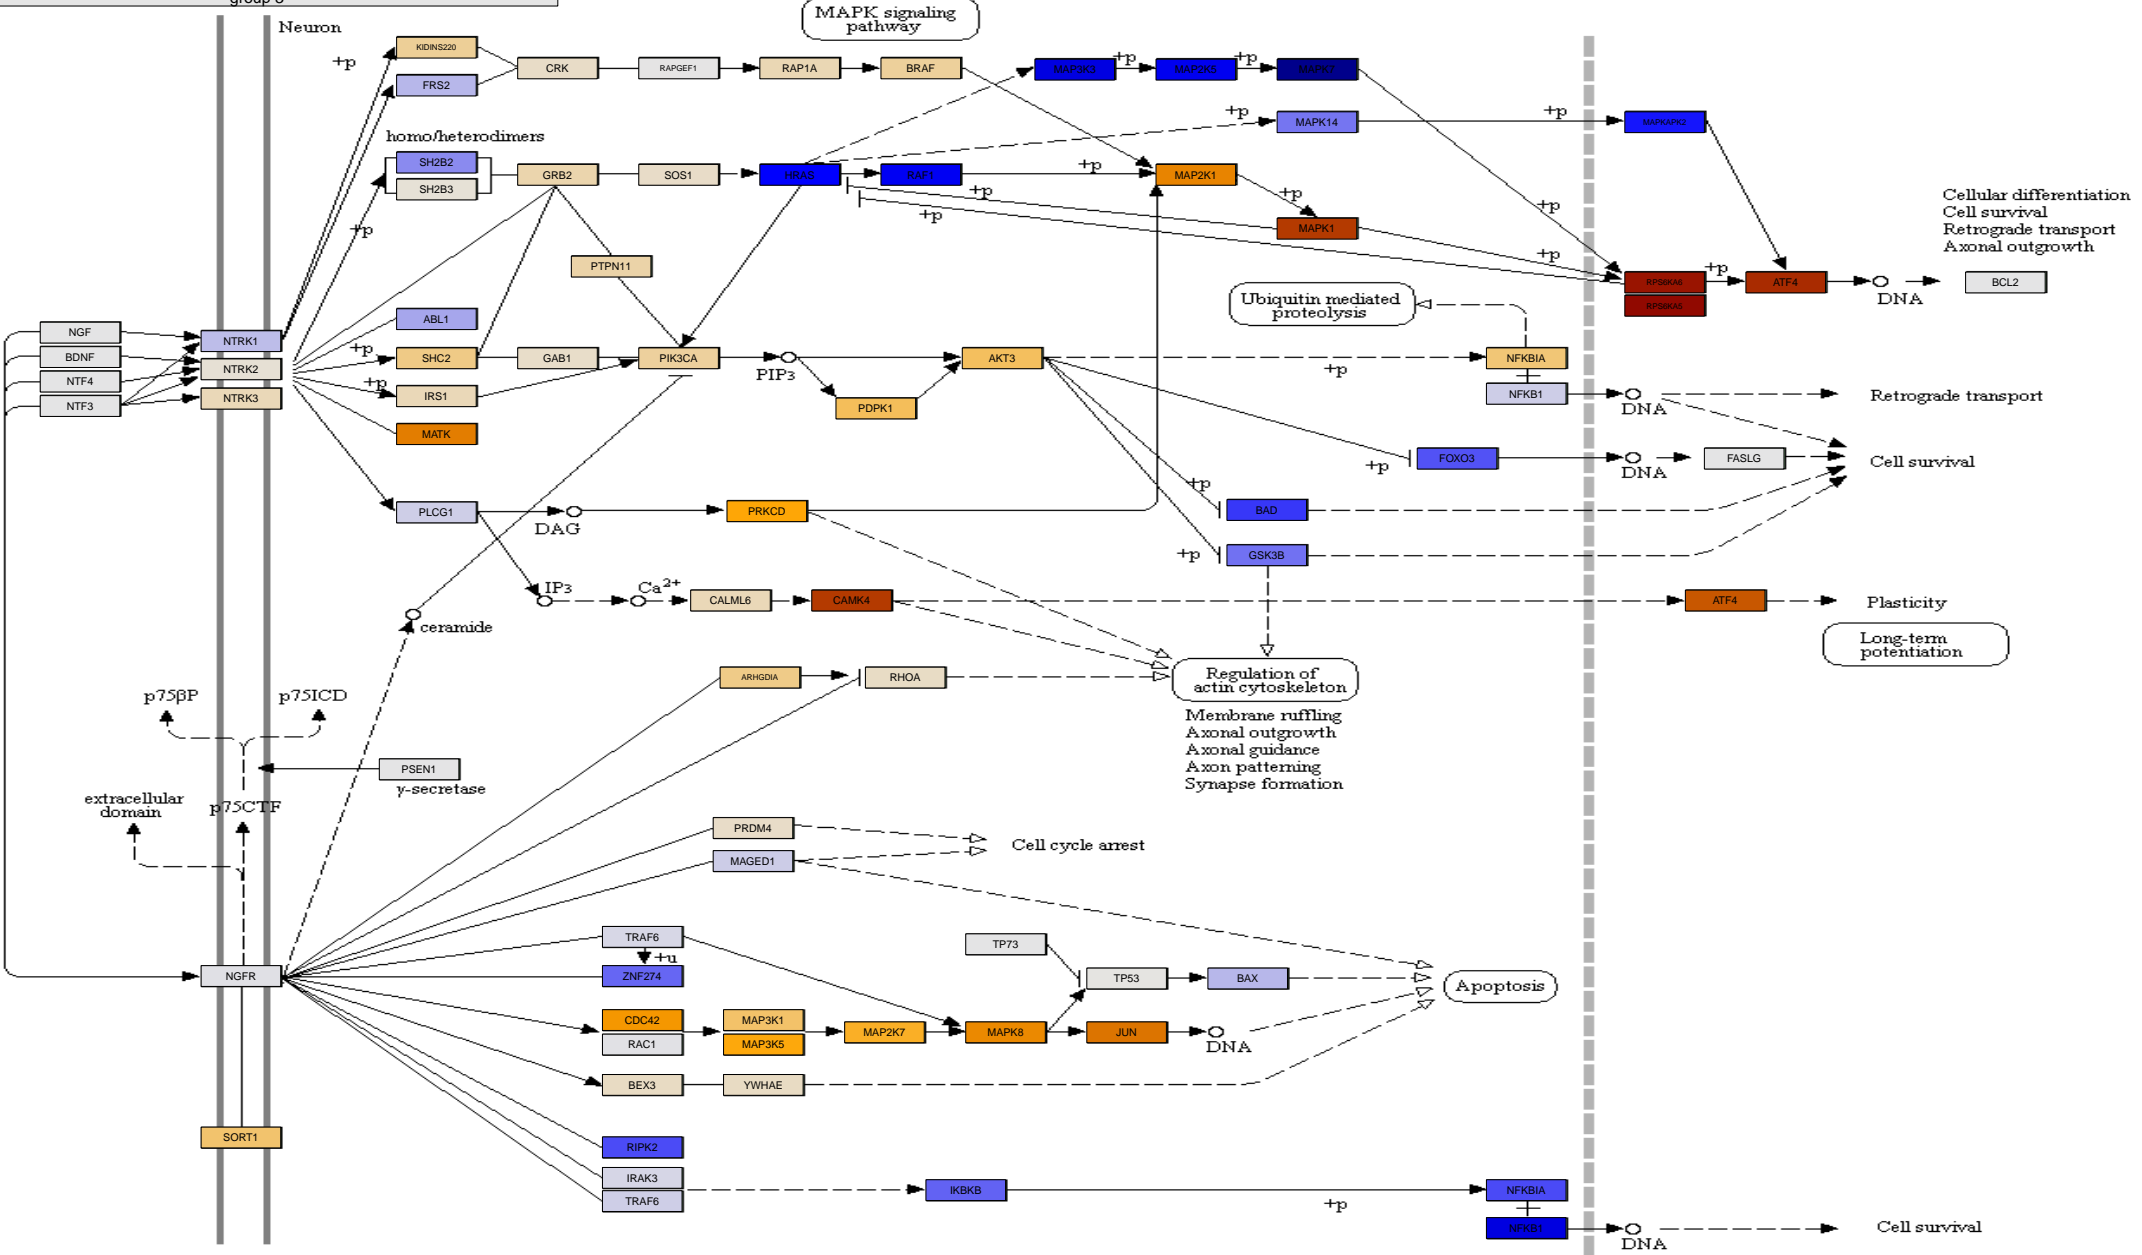 group 3
Neuron
MAPK signaling
pathway
+p
KIDINS220
FRS2
CRK
RAPGEF1
RAP1A
BRAF
MAP3K3
+p
MAP2K5
+p
MAPK7
homo/heterodimers
+p
MAPK14
+p
MAPKAPK2
SH2B2
SH2B3
GRB2
SOS1
HRAS
RAF1
+p
MAP2K1
+p
+p
+p
MAPK1
+p
+p
+p
Cellular differentiation
Cell survival
Retrograde transport
Axonal outgrowth
PTPN11
RPS6KA6
RPS6KA5
+p
ATF4
DNA
BCL2
Ubiquitin mediated
proteolysis
NGF
BDNF
NTF4
NTF3
NTRK1
NTRK2
NTRK3
ABL1
+p
SHC2
GAB1
PIK3CA
PIP3
AKT3
+p
NFKBIA
+p
IRS1
PDPK1
NFKB1
DNA
Retrograde transport
MATK
+p
FOXO3
DNA
FASLG
Cell survival
PLCG1
DAG
PRKCD
+p
BAD
+p
GSK3B
IP3
Ca2+
CALML6
CAMK4
ATF4
Plasticity
ceramide
Long-term
potentiation
ARHGDIA
RHOA
Regulation of
actin cytoskeleton
p75βP
p75ICD
Membrane ruffling
Axonal outgrowth
Axonal guidance
Axon patterning
Synapse formation
PSEN1
γ-secretase
extracellular
domain
p75CTF
PRDM4
MAGED1
Cell cycle arrest
TRAF6
+u
ZNF274
TP73
TP53
BAX
Apoptosis
NGFR
CDC42
RAC1
MAP3K1
MAP3K5
MAP2K7
MAPK8
JUN
DNA
BEX3
YWHAE
SORT1
RIPK2
IRAK3
TRAF6
IKBKB
+p
NFKBIA
NFKB1
DNA
Cell survival